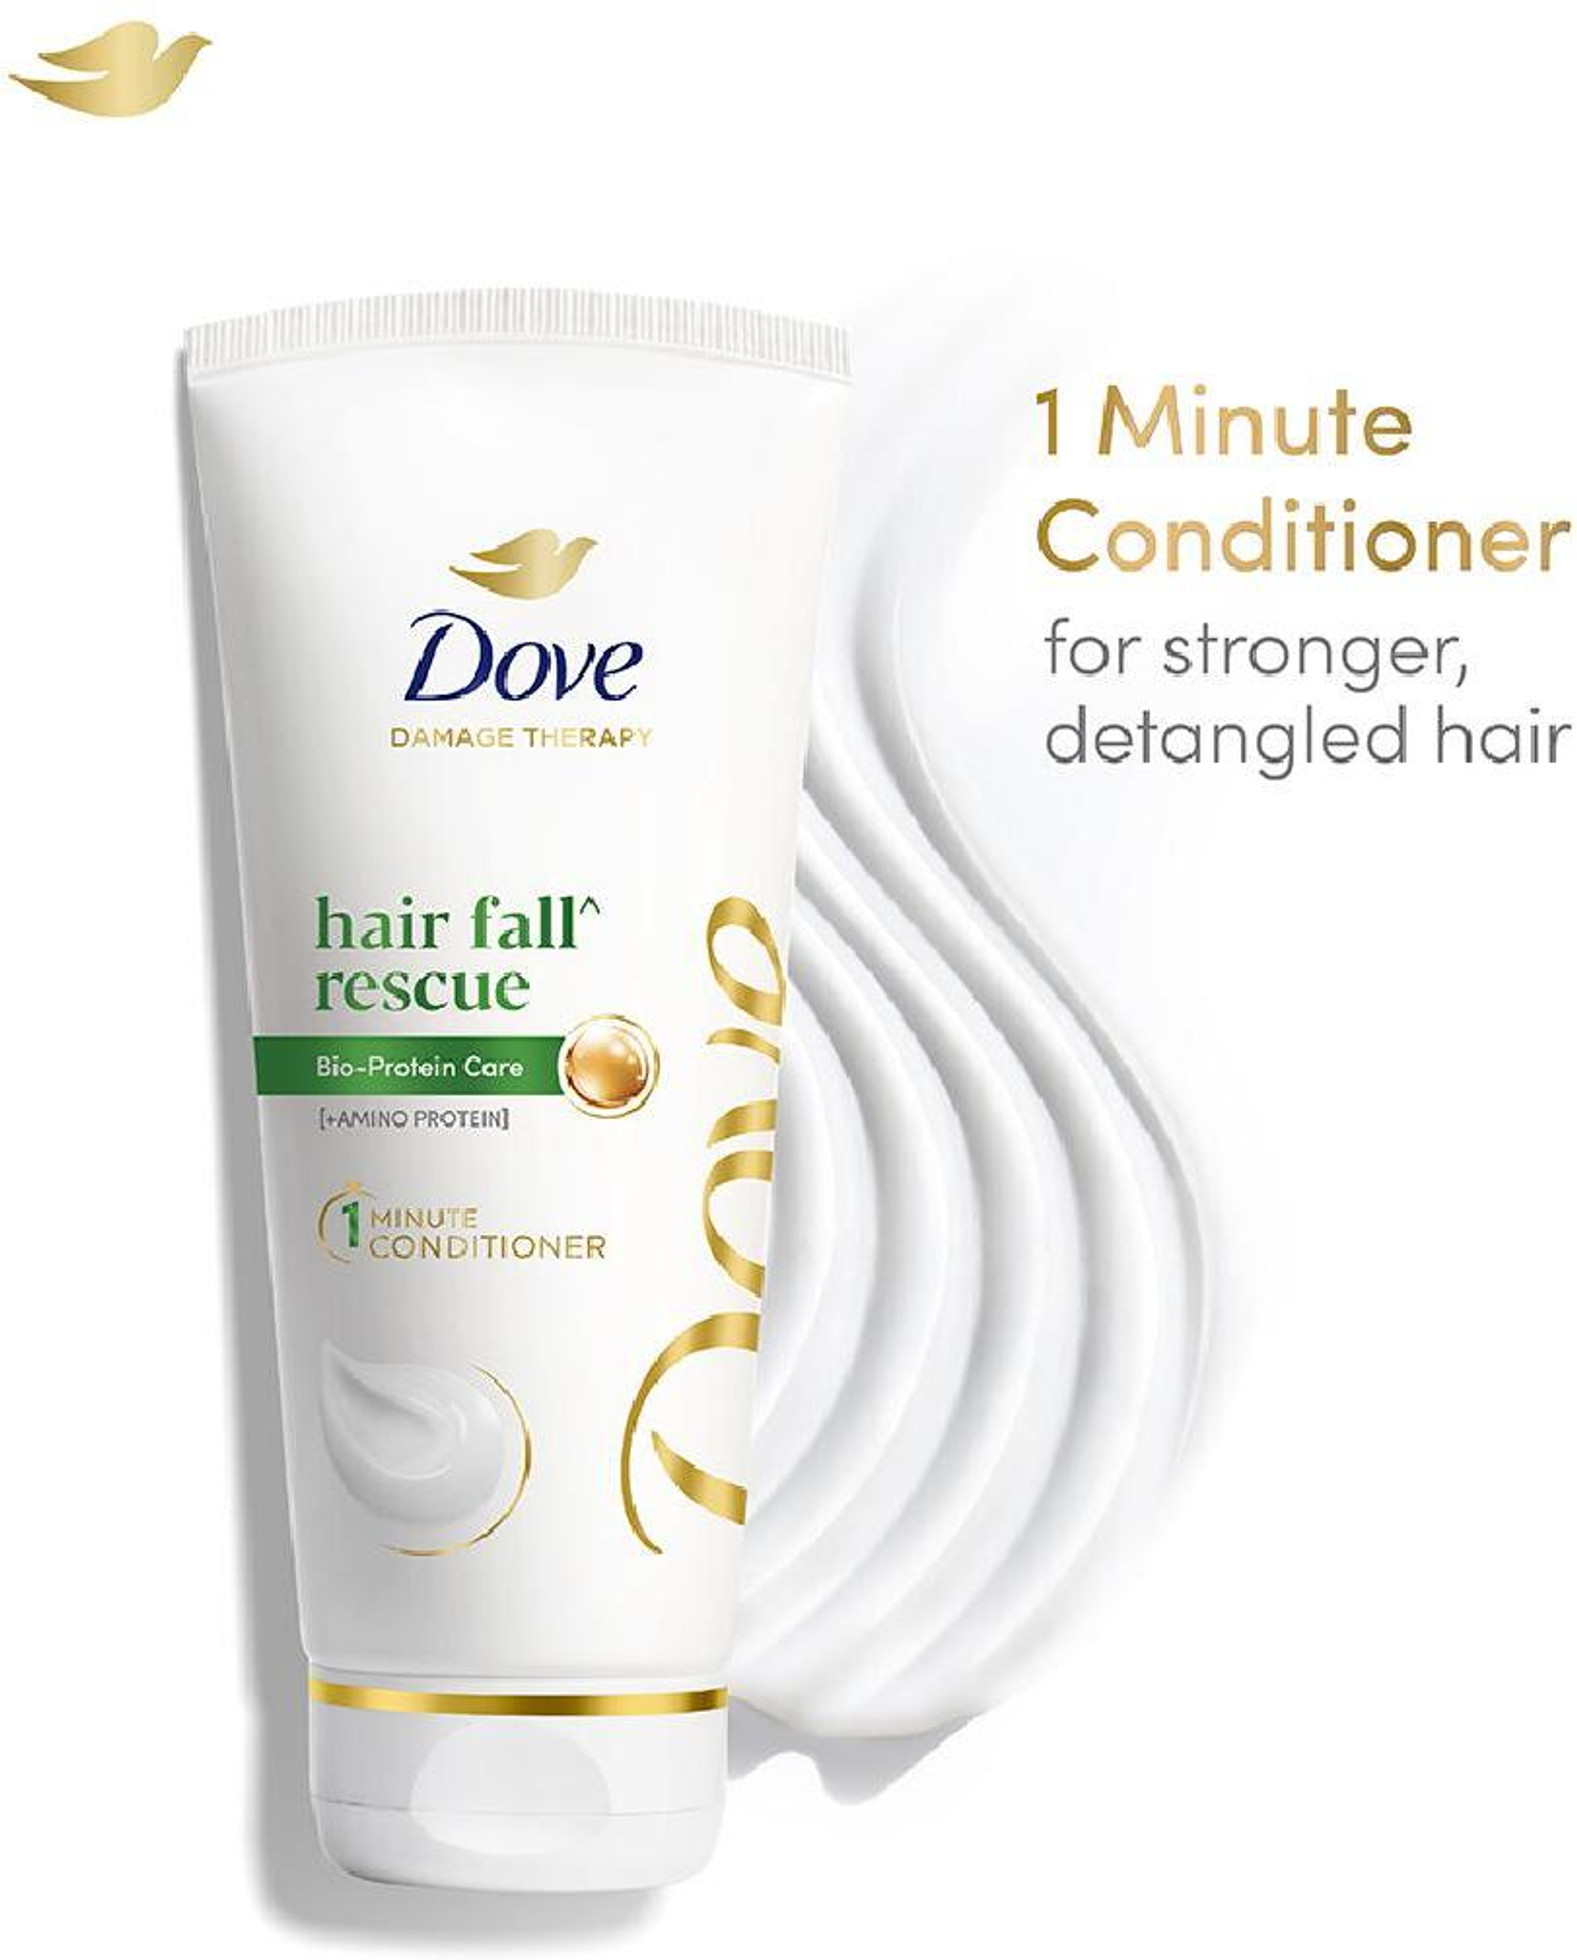 1 Minute
Conditioner
for stronger,
detangled hair
Dove
DAMAGE THERAPY
hair fall^
rescue
Bio-Protein Care
[+AMINO PROTEIN]
1 MINUTE
CONDITIONER
Dove